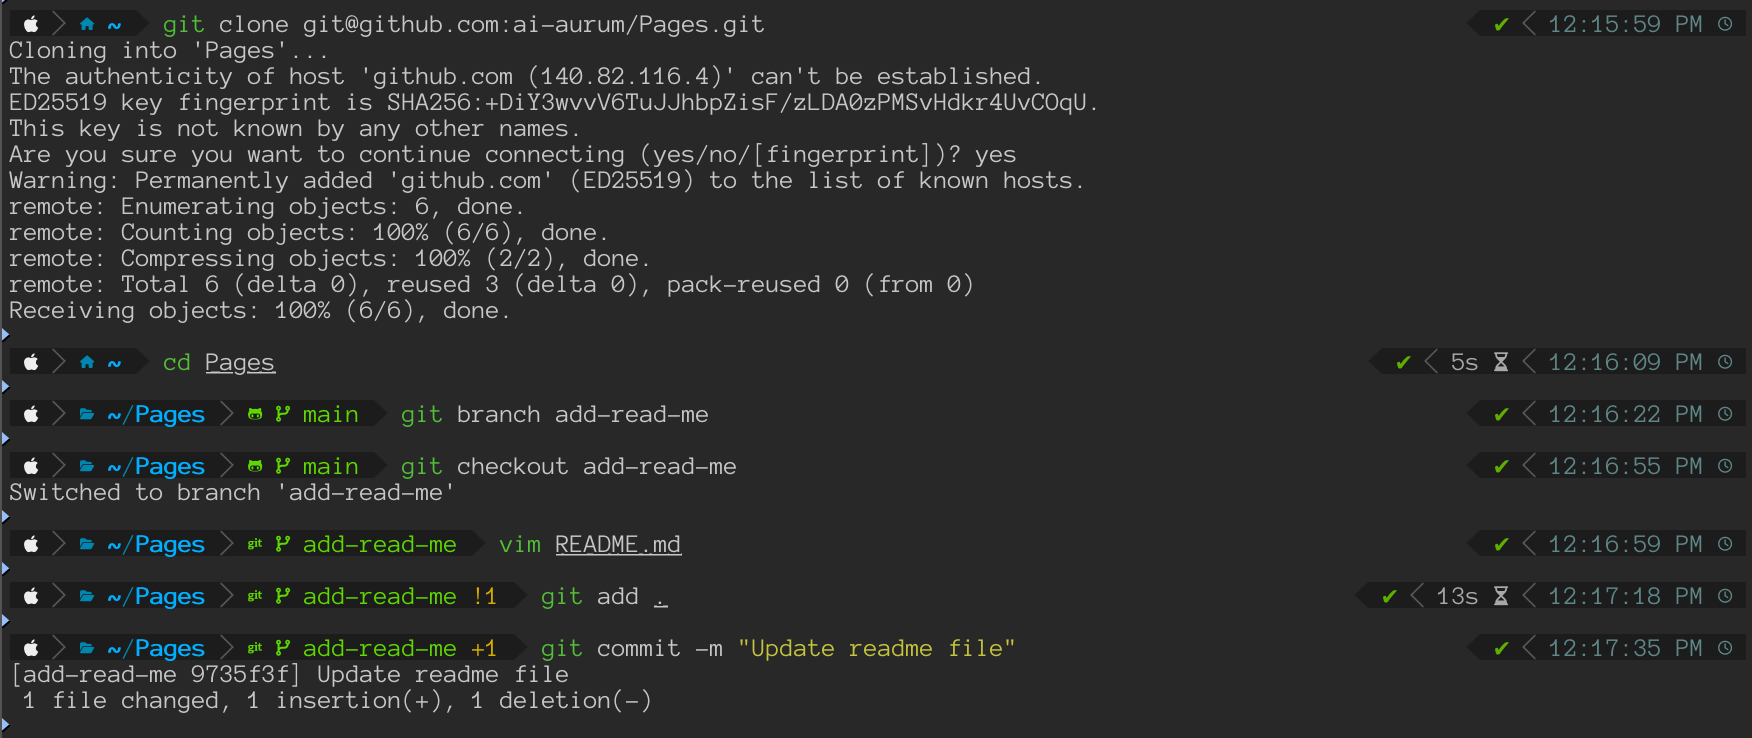 ~ git clone git@github.com:ai-aurum/Pages.git ✔ 12:15:59 PM
Cloning into 'Pages'...
The authenticity of host 'github.com (140.82.116.4)' can't be established.
ED25519 key fingerprint is SHA256:+DiY3wvvV6TuJJhbpZisF/zLDA0zPMSvHdkr4UvCOqU.
This key is not known by any other names.
Are you sure you want to continue connecting (yes/no/[fingerprint])? yes
Warning: Permanently added 'github.com' (ED25519) to the list of known hosts.
remote: Enumerating objects: 6, done.
remote: Counting objects: 100% (6/6), done.
remote: Compressing objects: 100% (2/2), done.
remote: Total 6 (delta 0), reused 3 (delta 0), pack-reused 0 (from 0)
Receiving objects: 100% (6/6), done.
~ cd Pages ✔ 5s 12:16:09 PM
~/Pages main git branch add-read-me ✔ 12:16:22 PM
~/Pages main git checkout add-read-me ✔ 12:16:55 PM
Switched to branch 'add-read-me'
~/Pages git add-read-me vim README.md ✔ 12:16:59 PM
~/Pages git add-read-me !1 git add . ✔ 13s 12:17:18 PM
~/Pages git add-read-me +1 git commit -m "Update readme file" ✔ 12:17:35 PM
[add-read-me 9735f3f] Update readme file
1 file changed, 1 insertion(+), 1 deletion(-)